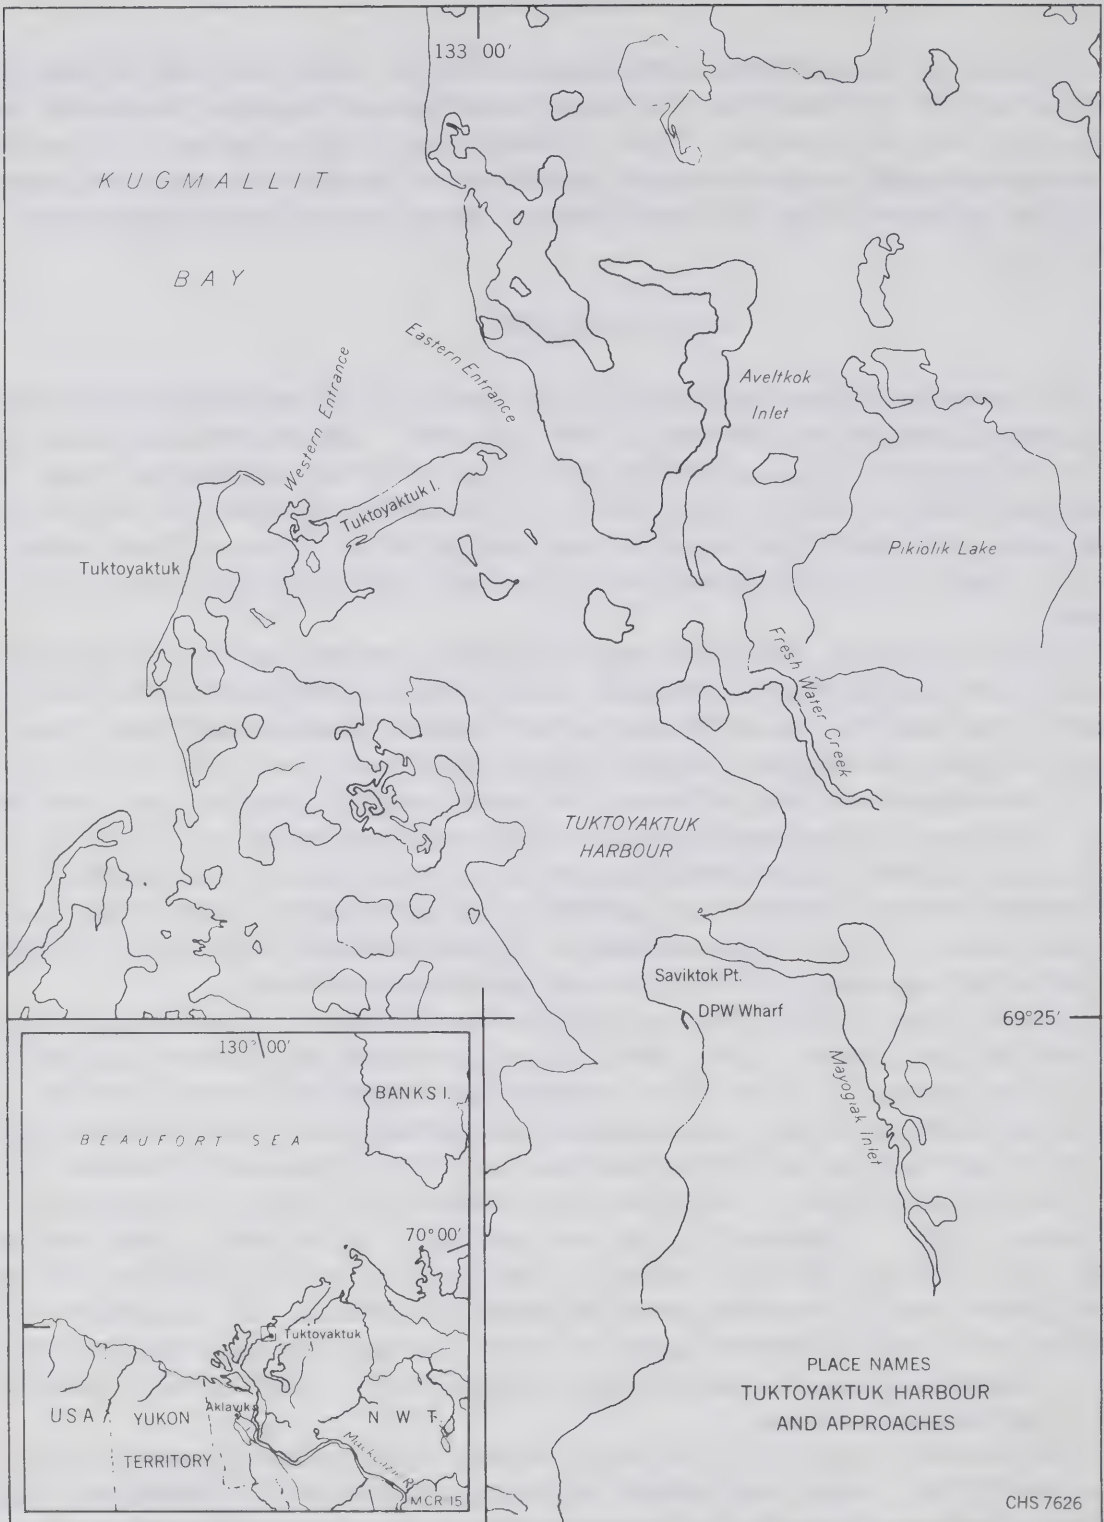 133 00'
KUGMALLIT
BAY
Eastern Entrance
Western Entrance
Aveltkok
Inlet
Tuktoyaktuk I.
Tuktoyaktuk
Pikiolik Lake
Fresh Water Creek
TUKTOYAKTUK
HARBOUR
Saviktok Pt.
DPW Wharf
69°25'
Mayogiak Inlet
130° 00'
BANKS I.
BEAUFORT SEA
70°00'
Tuktoyaktuk
Aklavik
USA
YUKON
TERRITORY
N W T.
Mackenzie R
MCR 15
PLACE NAMES
TUKTOYAKTUK HARBOUR
AND APPROACHES
CHS 7626